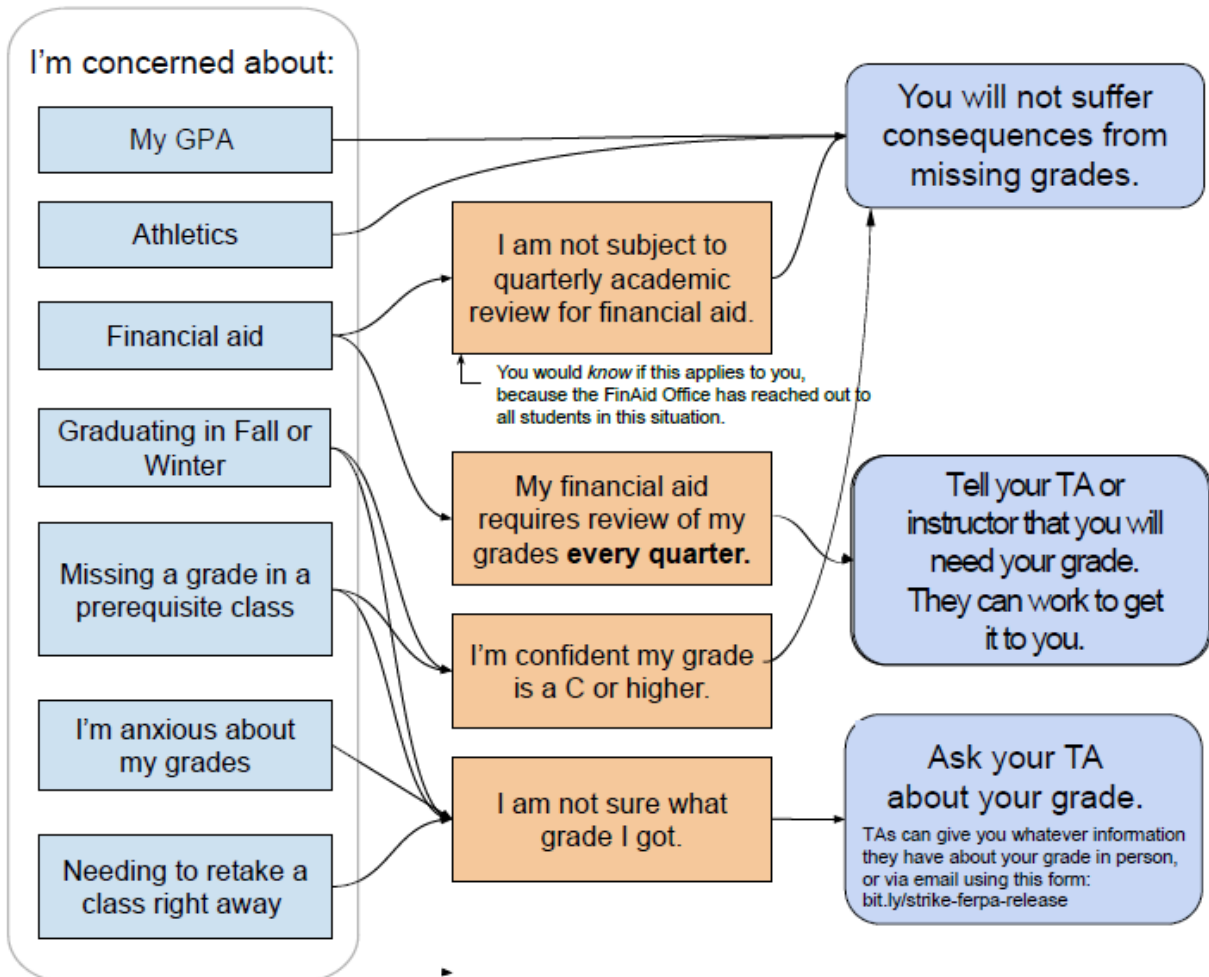 I'm concerned about:
My GPA
Athletics
Financial aid
Graduating in Fall or
Winter
Missing a grade in a
prerequisite class
I'm anxious about
my grades
Needing to retake a
class right away
I am not subject to
quarterly academic
review for financial aid.
You would know if this applies to you,
because the FinAid Office has reached out to
all students in this situation.
My financial aid
requires review of my
grades every quarter.
I'm confident my grade
is a C or higher.
I am not sure what
grade I got.
You will not suffer
consequences from
missing grades.
Tell your TA or
instructor that you will
need your grade.
They can work to get
it to you.
Ask your TA
about your grade.
TAs can give you whatever information
they have about your grade in person,
or via email using this form:
bit.ly/strike-ferpa-release